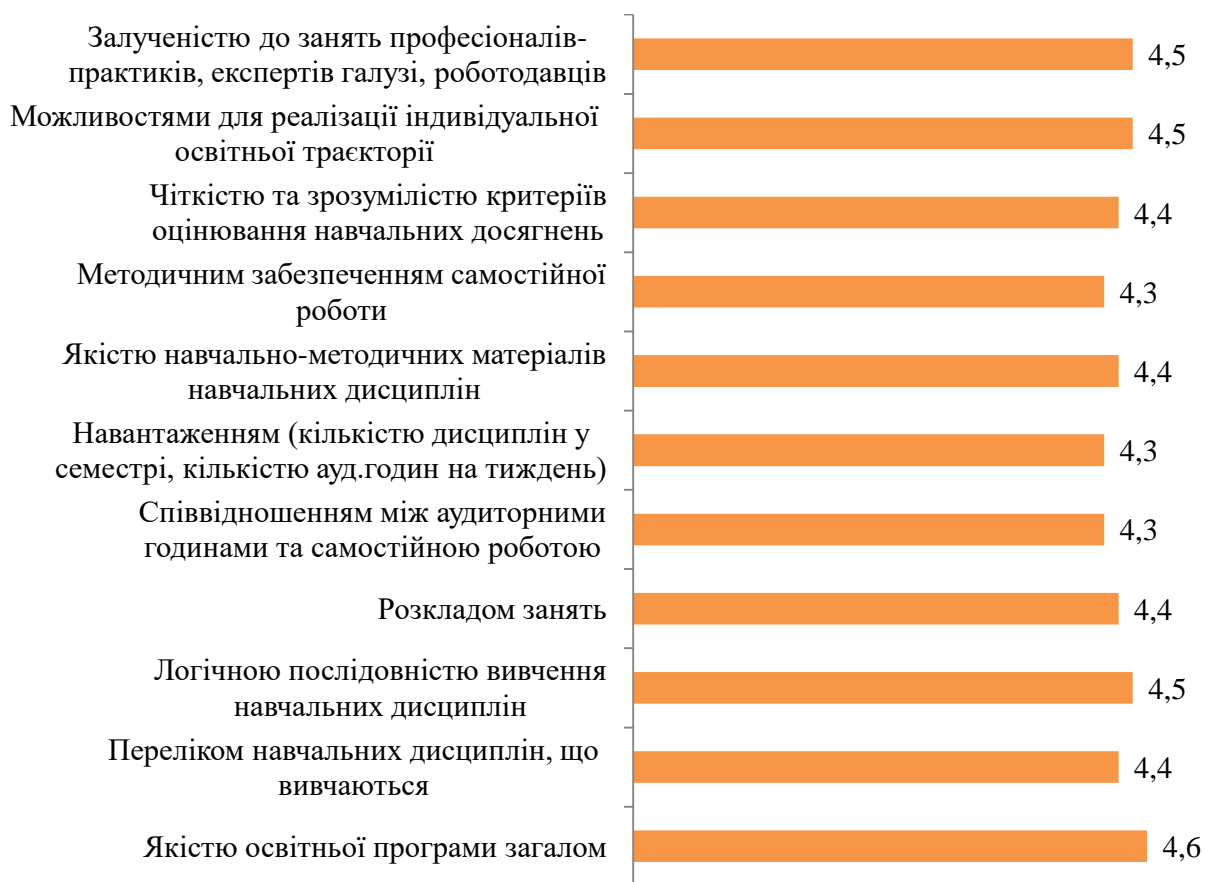 Залученістю до занять професіоналів-
практиків, експертів галузі, роботодавців
4,5
Можливостями для реалізації індивідуальної
освітньої траєкторії
4,5
Чіткістю та зрозумілістю критеріїв
оцінювання навчальних досягнень
4,4
Методичним забезпеченням самостійної
роботи
4,3
Якістю навчально-методичних матеріалів
навчальних дисциплін
4,4
Навантаженням (кількістю дисциплін у
семестрі, кількістю ауд.годин на тиждень)
4,3
Співвідношенням між аудиторними
годинами та самостійною роботою
4,3
Розкладом занять
4,4
Логічною послідовністю вивчення
навчальних дисциплін
4,5
Переліком навчальних дисциплін, що
вивчаються
4,4
Якістю освітньої програми загалом
4,6